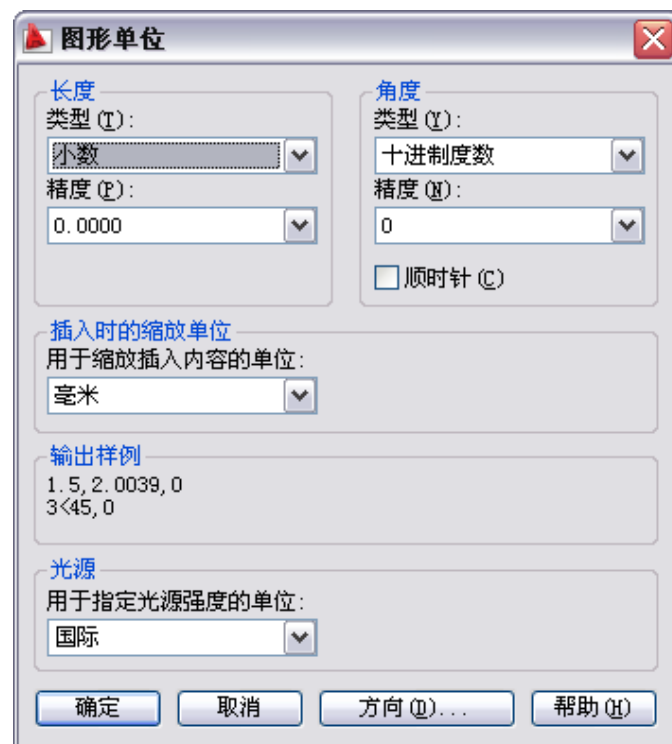 图形单位
长度
类型(T):
小数
精度(P):
0.0000
角度
类型(Y):
十进制度数
精度(N):
0
顺时针(C)
插入时的缩放单位
用于缩放插入内容的单位:
毫米
输出样例
1.5,2.0039,0
3<45,0
光源
用于指定光源强度的单位:
国际
确定 取消 方向(D)... 帮助(H)